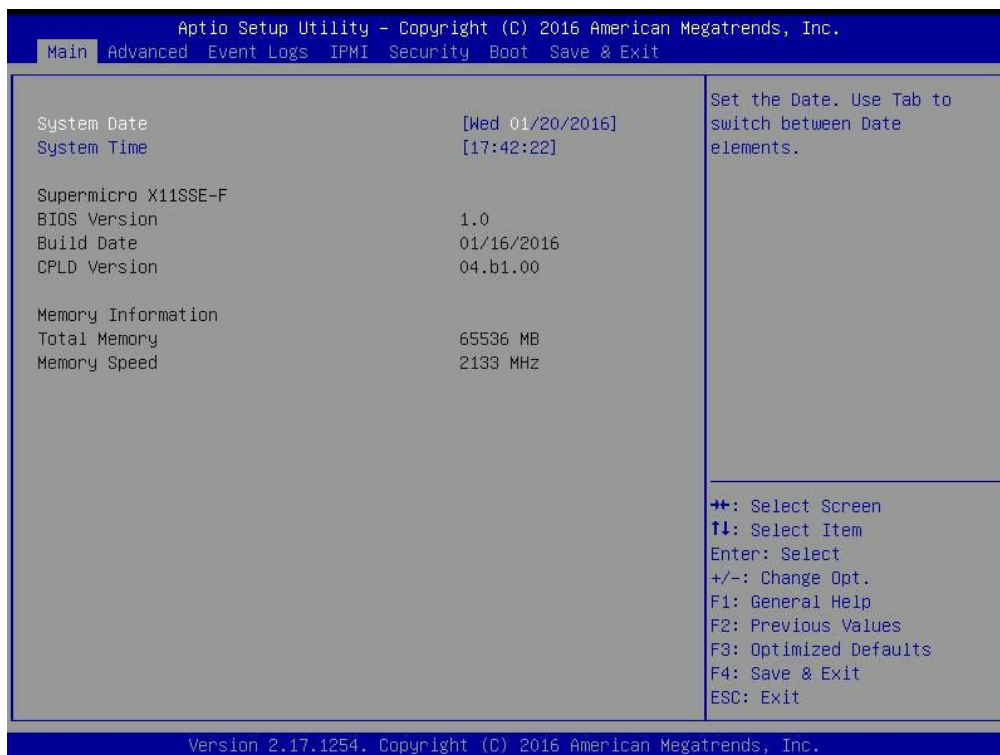 Aptio Setup Utility – Copyright (C) 2016 American Megatrends, Inc.
Main Advanced Event Logs IPMI Security Boot Save & Exit
System Date [Wed 01/20/2016]
System Time [17:42:22]
Supermicro X11SSE-F
BIOS Version 1.0
Build Date 01/16/2016
CPLD Version 04.b1.00
Memory Information
Total Memory 65536 MB
Memory Speed 2133 MHz
Set the Date. Use Tab to
switch between Date
elements.
→←: Select Screen
↑↓: Select Item
Enter: Select
+/-: Change Opt.
F1: General Help
F2: Previous Values
F3: Optimized Defaults
F4: Save & Exit
ESC: Exit
Version 2.17.1254. Copyright (C) 2016 American Megatrends, Inc.